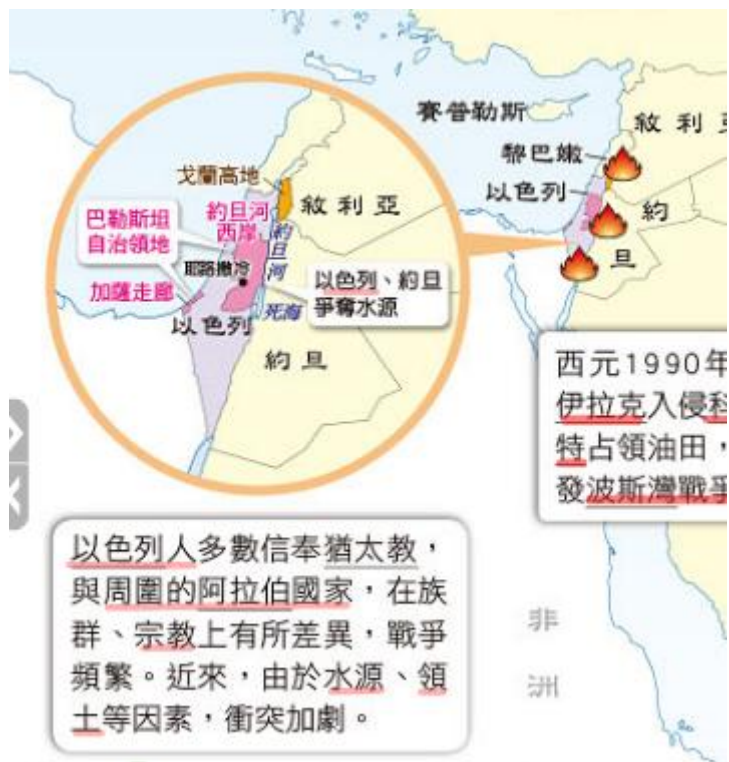 賽普勒斯
敘利亞
黎巴嫩
以色列
約
旦
戈蘭高地
敘利亞
巴勒斯坦
自治領地
約旦河
西岸
約旦河
耶路撒冷
加薩走廊
以色列、約旦
爭奪水源
死海
以色列
約旦
西元1990年
伊拉克入侵科
特占領油田，
發波斯灣戰爭
以色列人多數信奉猶太教，
與周圍的阿拉伯國家，在族
群、宗教上有所差異，戰爭
頻繁。近來，由於水源、領
土等因素，衝突加劇。
非
洲